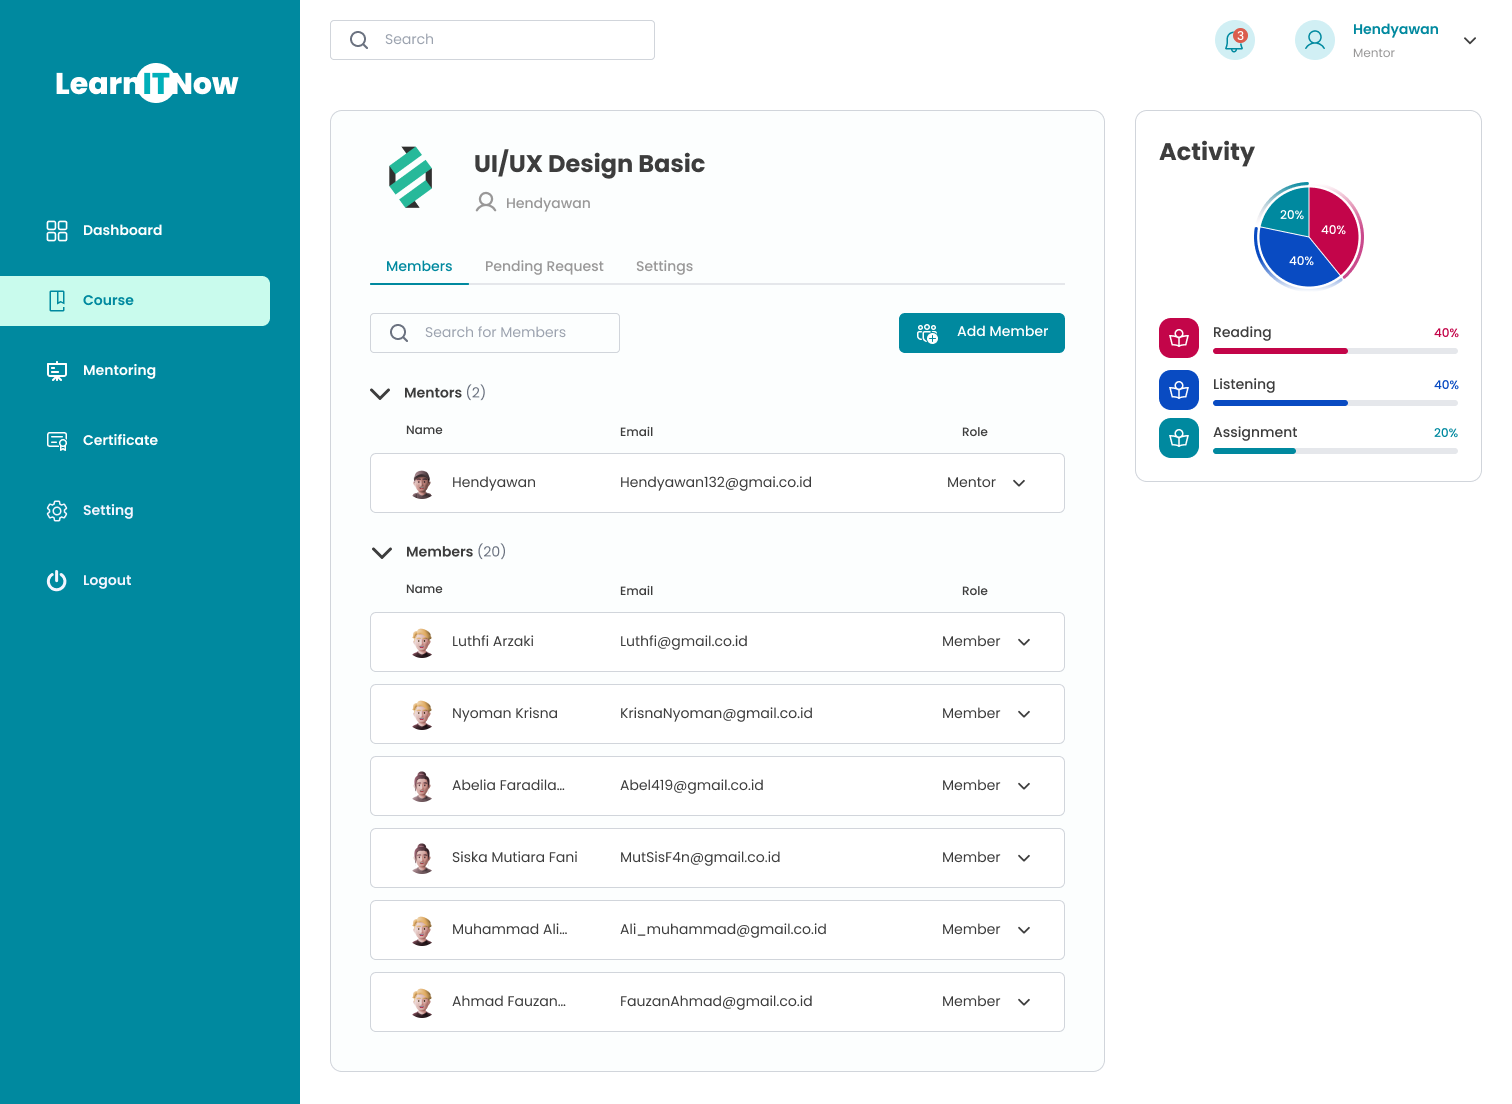 LearnITNow
Dashboard
Course
Mentoring
Certificate
Setting
Logout
Search
3
Hendyawan
Mentor
UI/UX Design Basic
Hendyawan
Members
Pending Request
Settings
Search for Members
Add Member
Mentors (2)
Name Email Role
Hendyawan Hendyawan132@gmai.co.id Mentor
Members (20)
Name Email Role
Luthfi Arzaki Luthfi@gmail.co.id Member
Nyoman Krisna KrisnaNyoman@gmail.co.id Member
Abelia Faradila... Abel419@gmail.co.id Member
Siska Mutiara Fani MutSisF4n@gmail.co.id Member
Muhammad Ali... Ali_muhammad@gmail.co.id Member
Ahmad Fauzan... FauzanAhmad@gmail.co.id Member
Activity
20%
40%
40%
Reading 40%
Listening 40%
Assignment 20%